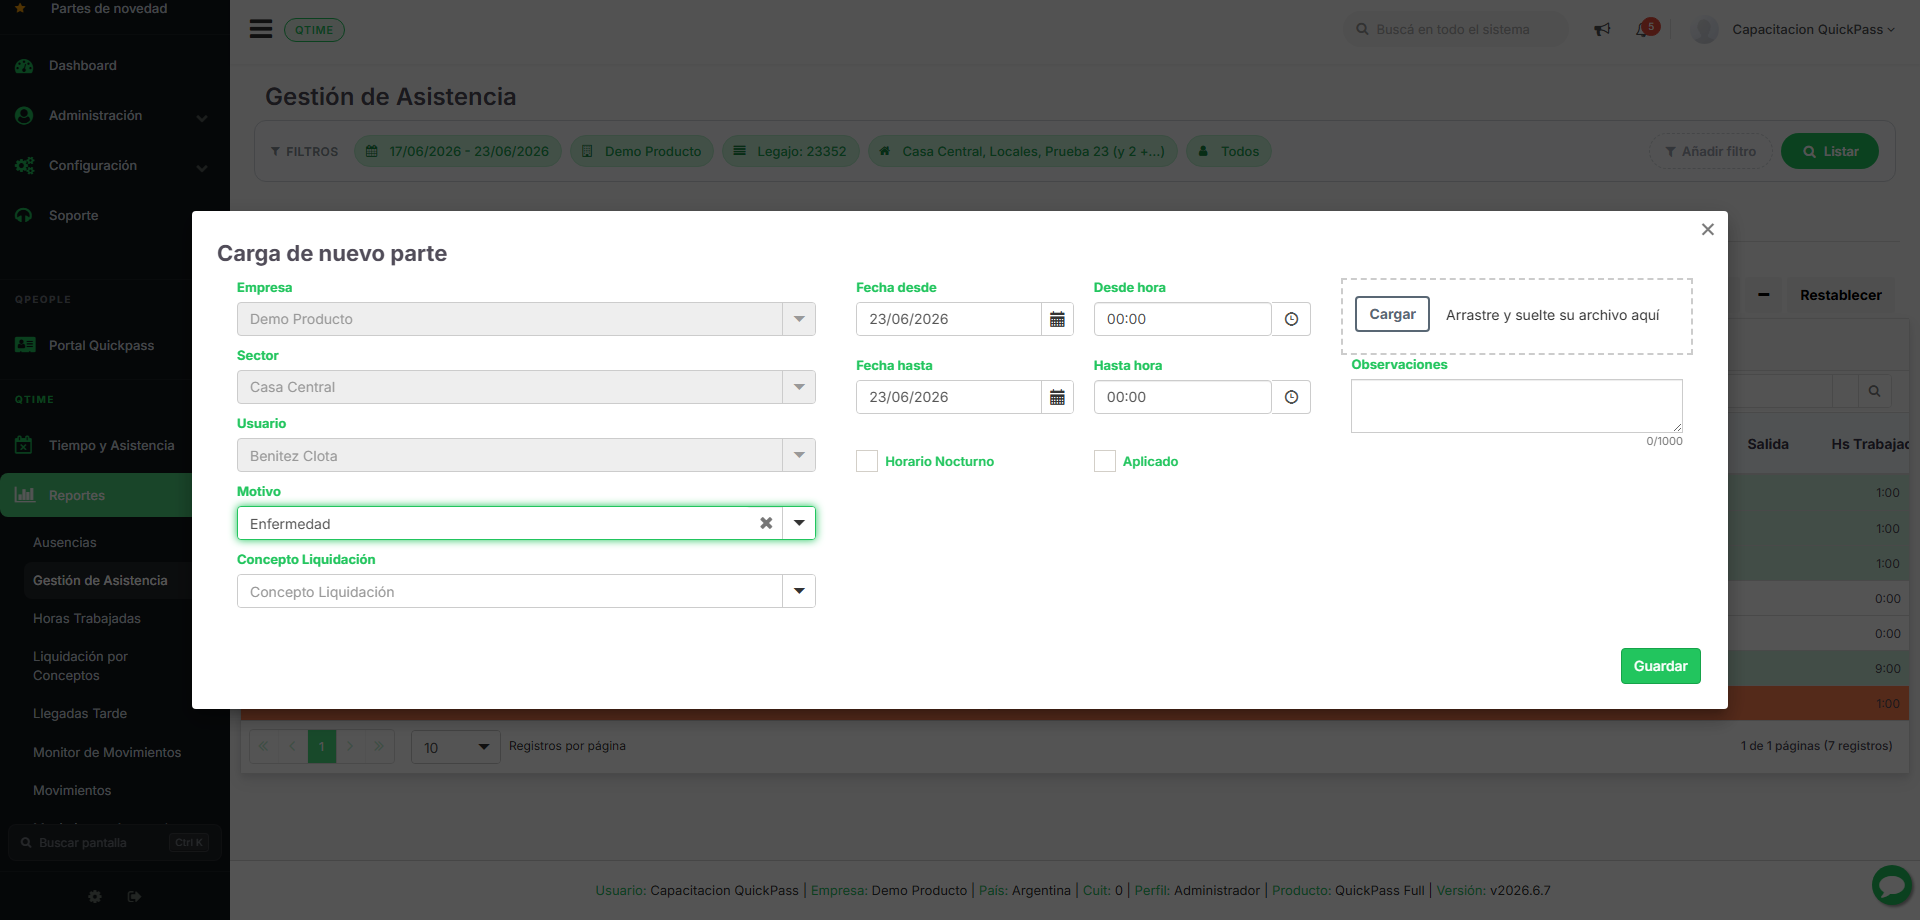 Partes de novedad
Dashboard
Administración
Configuración
Soporte
QPEOPLE
Portal Quickpass
QTIME
Tiempo y Asistencia
Reportes
Ausencias
Gestión de Asistencia
Horas Trabajadas
Liquidación por
Conceptos
Llegadas Tarde
Monitor de Movimientos
Movimientos
Buscar pantalla
Ctrl K
QTIME
Buscá en todo el sistema
5
Capacitacion QuickPass
Gestión de Asistencia
FILTROS
17/06/2026 - 23/06/2026
Demo Producto
Legajo: 23352
Casa Central, Locales, Prueba 23 (y 2 +...)
Todos
Añadir filtro
Listar
Carga de nuevo parte
Empresa
Demo Producto
Sector
Casa Central
Usuario
Benitez Clota
Motivo
Enfermedad
Concepto Liquidación
Concepto Liquidación
Fecha desde
23/06/2026
Desde hora
00:00
Fecha hasta
23/06/2026
Hasta hora
00:00
Horario Nocturno
Aplicado
Cargar
Arrastre y suelte su archivo aquí
Observaciones
0/1000
Guardar
Restablecer
Salida
Hs Trabajad
1:00
1:00
1:00
0:00
0:00
9:00
1:00
« ‹ 1 › »
10
Registros por página
1 de 1 páginas (7 registros)
Usuario: Capacitacion QuickPass | Empresa: Demo Producto | País: Argentina | Cuit: 0 | Perfil: Administrador | Producto: QuickPass Full | Versión: v2026.6.7